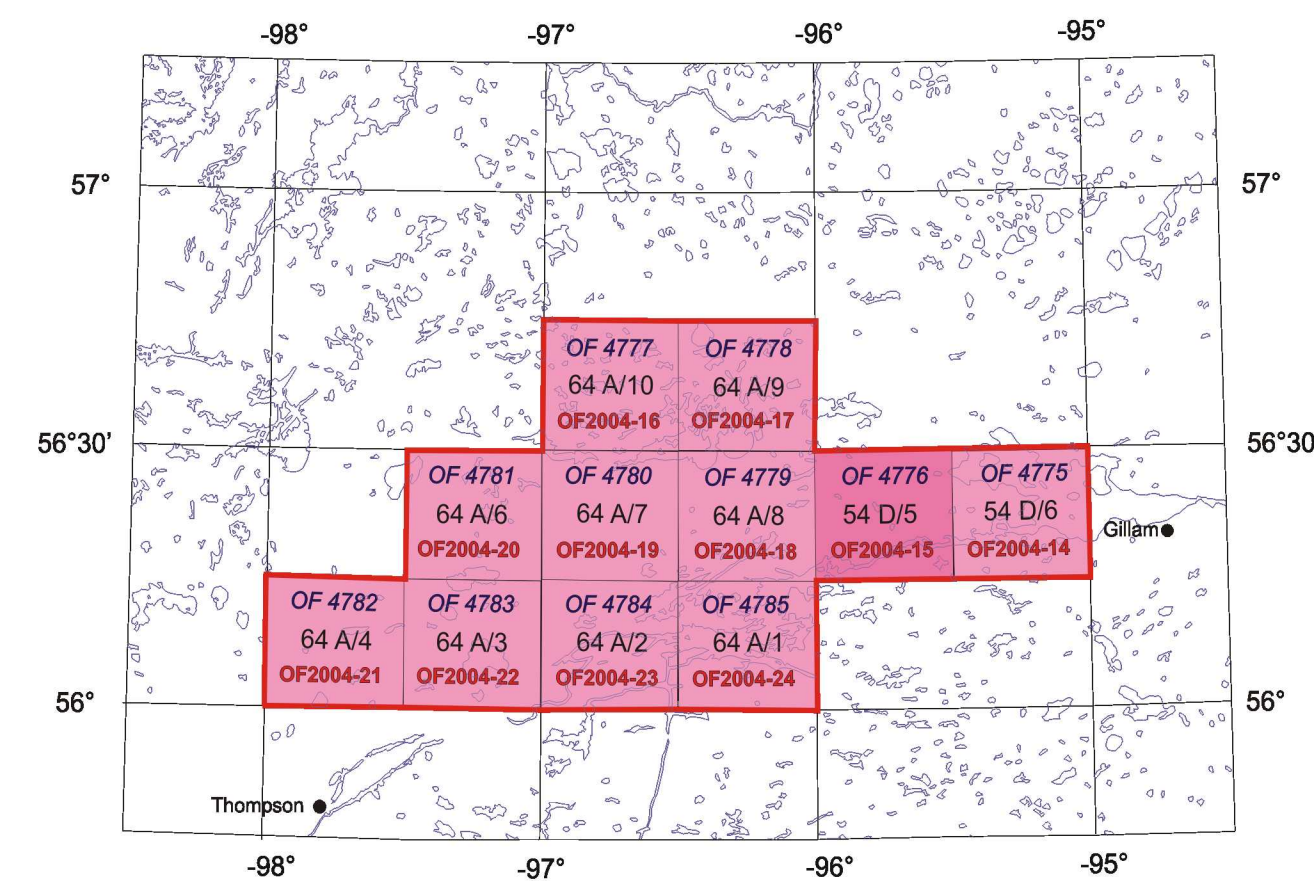 -98° -97° -96° -95°
57° 57°
OF 4777 OF 4778
64 A/10 64 A/9
OF2004-16 OF2004-17
56°30' 56°30
OF 4781 OF 4780 OF 4779 OF 4776 OF 4775
64 A/6 64 A/7 64 A/8 54 D/5 54 D/6
OF2004-20 OF2004-19 OF2004-18 OF2004-15 OF2004-14
Gillam
OF 4782 OF 4783 OF 4784 OF 4785
64 A/4 64 A/3 64 A/2 64 A/1
OF2004-21 OF2004-22 OF2004-23 OF2004-24
56° 56°
Thompson
-98° -97° -96° -95°